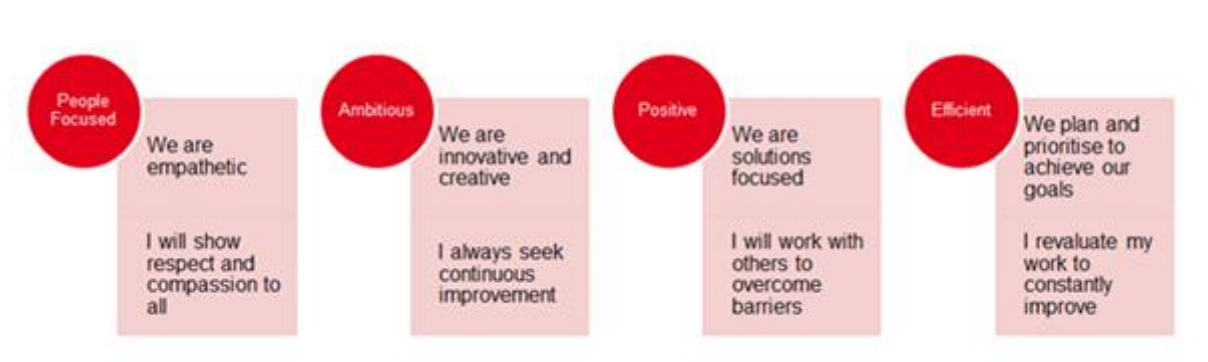 People
Focused
We are
empathetic
I will show
respect and
compassion to
all
Ambitious
We are
innovative and
creative
I always seek
continuous
improvement
Positive
We are
solutions
focused
I will work with
others to
overcome
barriers
Efficient
We plan and
prioritise to
achieve our
goals
I revaluate my
work to
constantly
improve